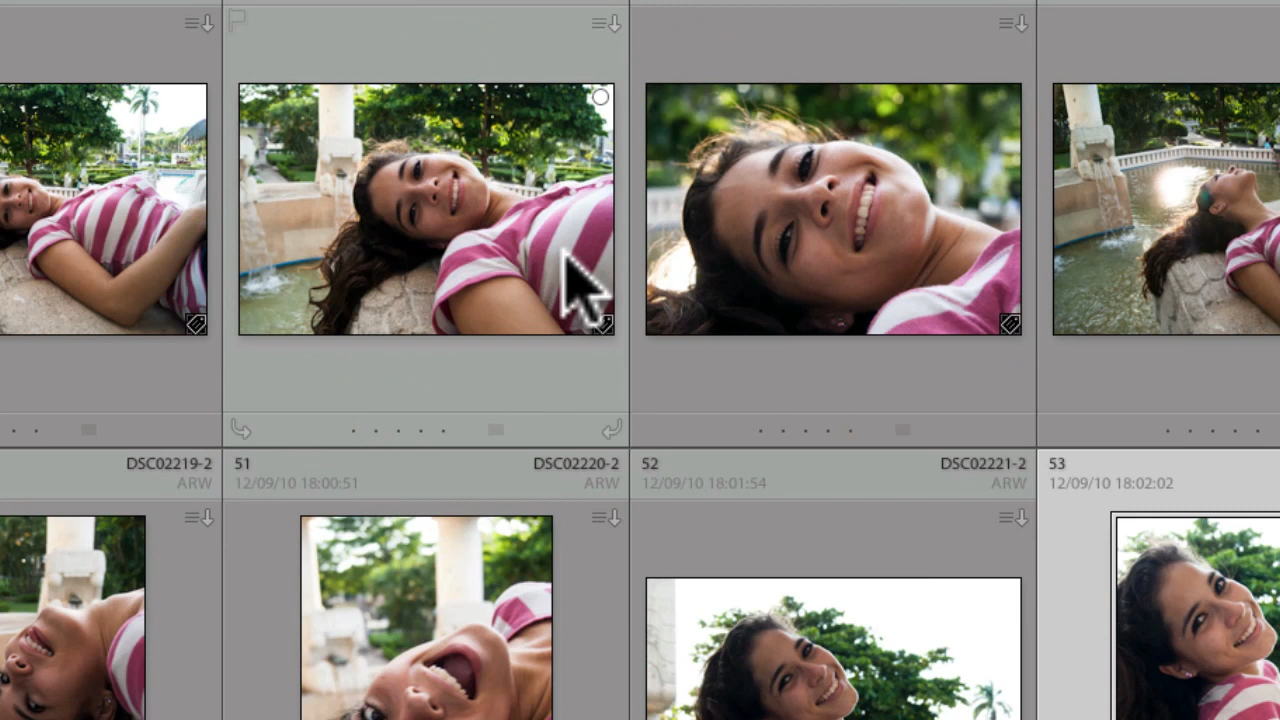 DSC02219-2
ARW
51
DSC02220-2
12/09/10 18:00:51
ARW
52
DSC02221-2
12/09/10 18:01:54
ARW
53
12/09/10 18:02:02